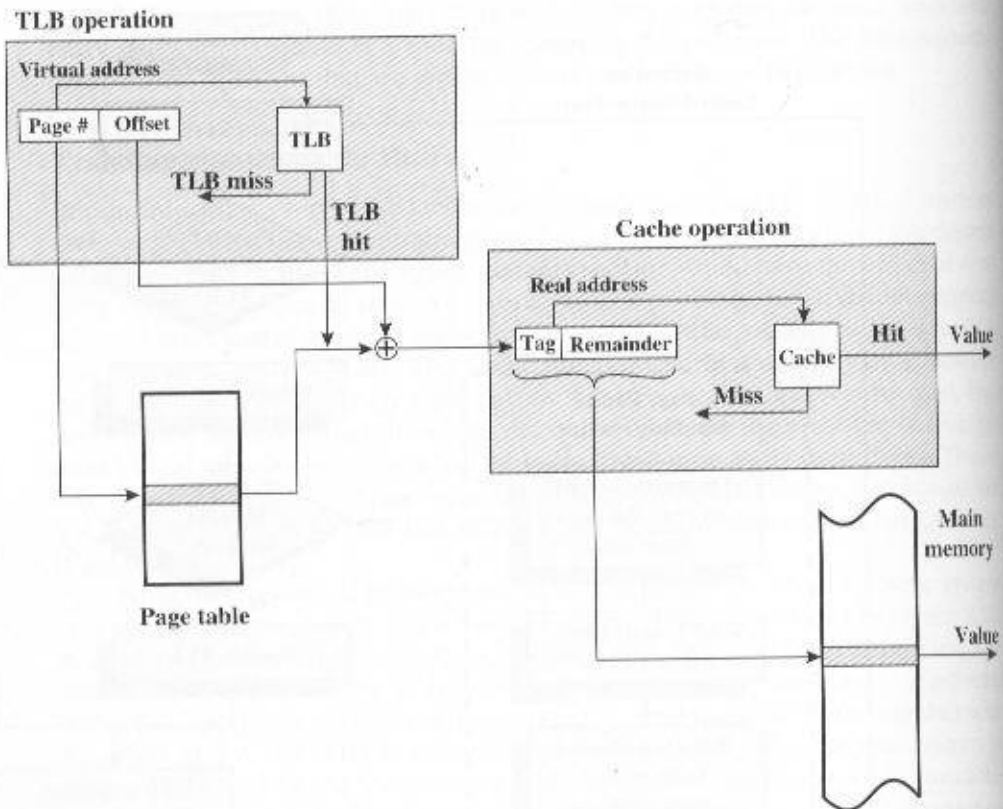 TLB operation
Virtual address
Page #
Offset
TLB
TLB miss
TLB
hit
Cache operation
Real address
Tag
Remainder
Cache
Hit
Value
Miss
Page table
Main
memory
Value